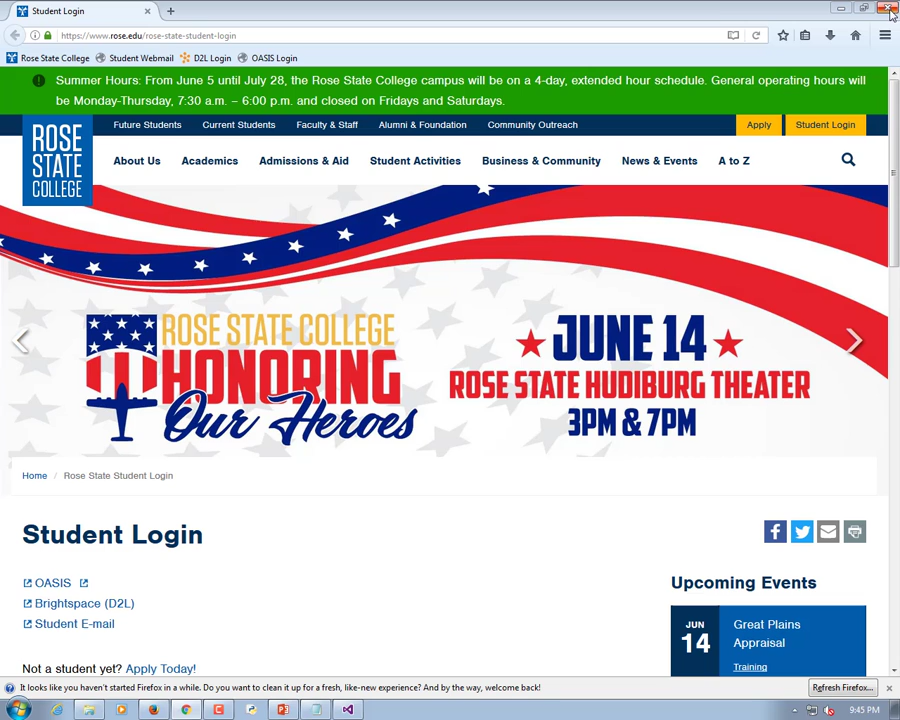 Student Login
https://www.rose.edu/rose-state-student-login
Rose State College Student Webmail D2L Login OASIS Login
Summer Hours: From June 5 until July 28, the Rose State College campus will be on a 4-day, extended hour schedule. General operating hours will
be Monday-Thursday, 7:30 a.m. – 6:00 p.m. and closed on Fridays and Saturdays.
Future Students Current Students Faculty & Staff Alumni & Foundation Community Outreach Apply Student Login
ROSE
STATE
COLLEGE
About Us Academics Admissions & Aid Student Activities Business & Community News & Events A to Z
ROSE STATE COLLEGE
HONORING
Our Heroes
JUNE 14
ROSE STATE HUDIBURG THEATER
3PM & 7PM
Home / Rose State Student Login
Student Login
OASIS
Brightspace (D2L)
Student E-mail
Not a student yet? Apply Today!
Upcoming Events
JUN
14
Great Plains
Appraisal
Training
It looks like you haven't started Firefox in a while. Do you want to clean it up for a fresh, like-new experience? And by the way, welcome back!
Refresh Firefox...
9:45 PM